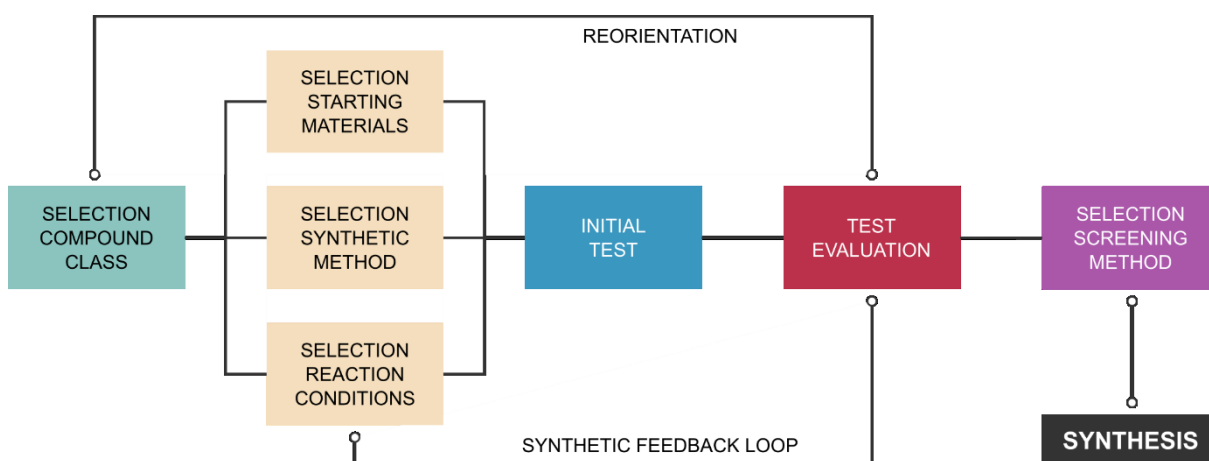 REORIENTATION
SELECTION
STARTING
MATERIALS
SELECTION
COMPOUND
CLASS
SELECTION
SYNTHETIC
METHOD
INITIAL
TEST
TEST
EVALUATION
SELECTION
SCREENING
METHOD
SELECTION
REACTION
CONDITIONS
SYNTHETIC FEEDBACK LOOP
SYNTHESIS